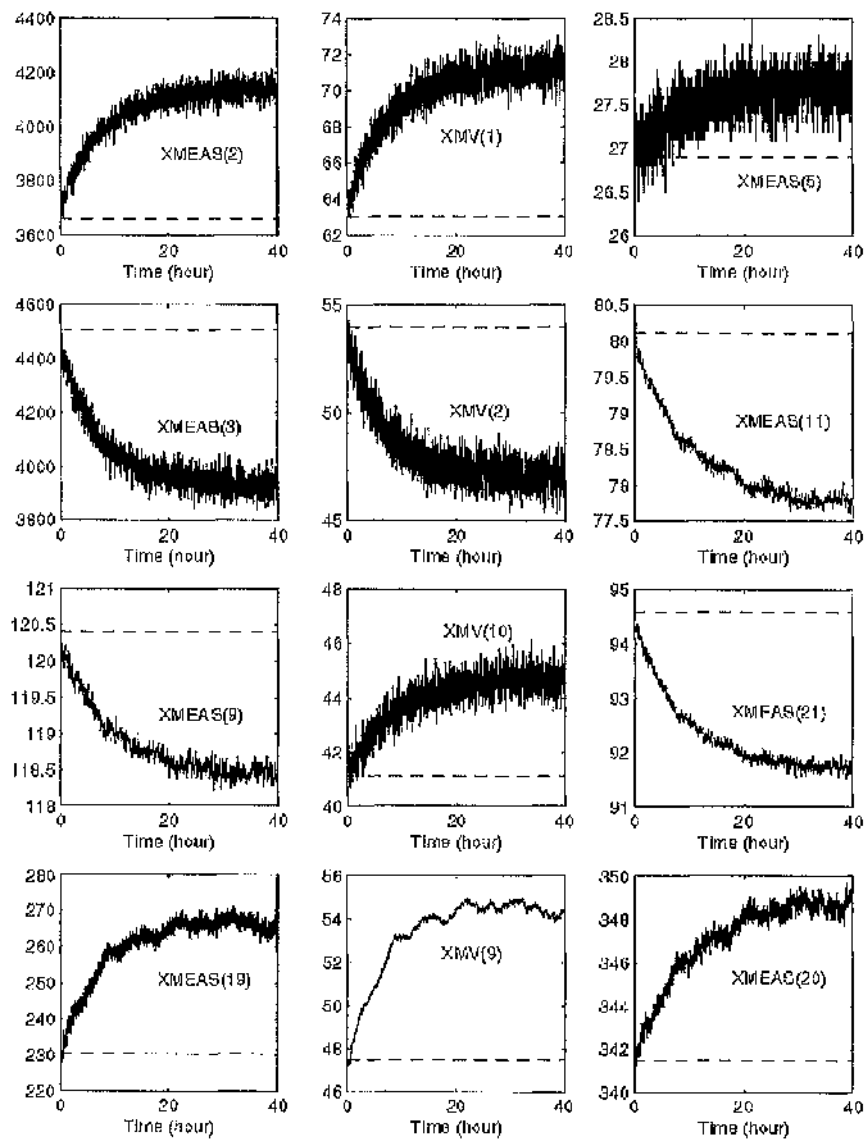 4400
4200
4000
3800
3600
XMEAS(2)
0 20 40
Time (hour)
74
72
70
68
66
64
62
XMV(1)
0 20 40
Time (hour)
28.5
28
27.5
27
26.5
26
XMEAS(5)
0 20 40
Time (hour)
4600
4400
4200
4000
3800
XMEAS(3)
0 20 40
Time (hour)
55
50
45
XMV(2)
0 20 40
Time (hour)
80.5
80
79.5
79
78.5
78
77.5
XMEAS(11)
0 20 40
Time (hour)
121
120.5
120
119.5
119
118.5
118
XMEAS(9)
0 20 40
Time (hour)
48
46
44
42
40
XMV(10)
0 20 40
Time (hour)
95
94
93
92
91
XMEAS(21)
0 20 40
Time (hour)
280
270
260
250
240
230
220
XMEAS(19)
0 20 40
Time (hour)
56
54
52
50
48
46
XMV(9)
0 20 40
Time (hour)
350
348
346
344
342
340
XMEAS(20)
0 20 40
Time (hour)